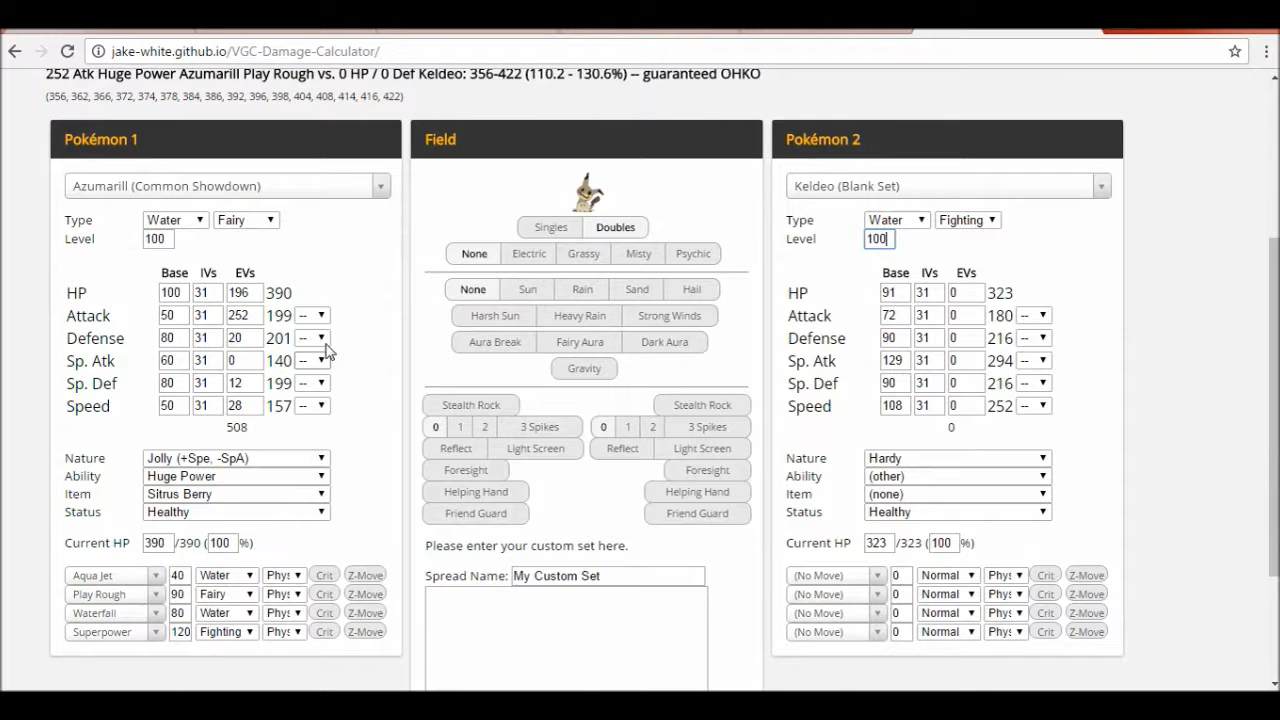 jake-white.github.io/VGC-Damage-Calculator/
252 Atk Huge Power Azumarill Play Rough vs. 0 HP / 0 Def Keldeo: 356-422 (110.2 - 130.6%) -- guaranteed OHKO
(356, 362, 366, 372, 374, 378, 384, 386, 392, 396, 398, 404, 408, 414, 416, 422)
Pokémon 1
Azumarill (Common Showdown)
Type Water Fairy
Level 100
Base IVs EVs
HP 100 31 196 390
Attack 50 31 252 199 --
Defense 80 31 20 201 --
Sp. Atk 60 31 0 140 --
Sp. Def 80 31 12 199 --
Speed 50 31 28 157 --
508
Nature Jolly (+Spe, -SpA)
Ability Huge Power
Item Sitrus Berry
Status Healthy
Current HP 390 /390 ( 100 %)
Aqua Jet 40 Water Phys Crit Z-Move
Play Rough 90 Fairy Phys Crit Z-Move
Waterfall 80 Water Phys Crit Z-Move
Superpower 120 Fighting Phys Crit Z-Move
Field
Singles Doubles
None Electric Grassy Misty Psychic
None Sun Rain Sand Hail
Harsh Sun Heavy Rain Strong Winds
Aura Break Fairy Aura Dark Aura
Gravity
Stealth Rock Stealth Rock
0 1 2 3 Spikes 0 1 2 3 Spikes
Reflect Light Screen Reflect Light Screen
Foresight Foresight
Helping Hand Helping Hand
Friend Guard Friend Guard
Please enter your custom set here.
Spread Name: My Custom Set
Pokémon 2
Keldeo (Blank Set)
Type Water Fighting
Level 100
Base IVs EVs
HP 91 31 0 323
Attack 72 31 0 180 --
Defense 90 31 0 216 --
Sp. Atk 129 31 0 294 --
Sp. Def 90 31 0 216 --
Speed 108 31 0 252 --
0
Nature Hardy
Ability (other)
Item (none)
Status Healthy
Current HP 323 /323 ( 100 %)
(No Move) 0 Normal Phys Crit Z-Move
(No Move) 0 Normal Phys Crit Z-Move
(No Move) 0 Normal Phys Crit Z-Move
(No Move) 0 Normal Phys Crit Z-Move